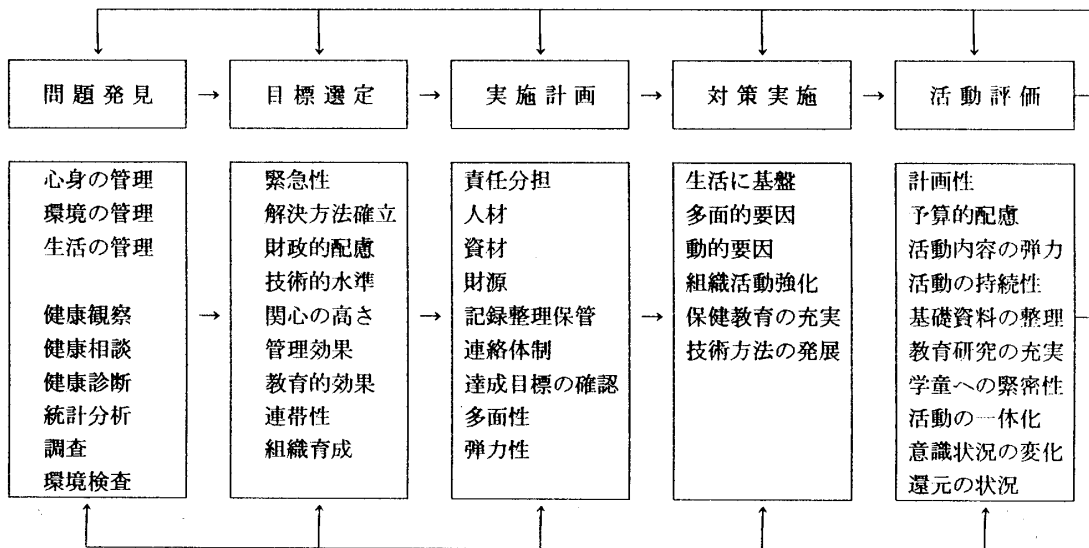 問題発見
目標選定
実施計画
対策実施
活動評価
心身の管理
環境の管理
生活の管理
健康観察
健康相談
健康診断
統計分析
調査
環境検査
緊急性
解決方法確立
財政的配慮
技術的水準
関心の高さ
管理効果
教育的効果
連帯性
組織育成
責任分担
人材
資材
財源
記録整理保管
連絡体制
達成目標の確認
多面性
弾力性
生活に基盤
多面的要因
動的要因
組織活動強化
保健教育の充実
技術方法の発展
計画性
予算的配慮
活動内容の弾力
活動の持続性
基礎資料の整理
教育研究の充実
学童への緊密性
活動の一体化
意識状況の変化
還元の状況